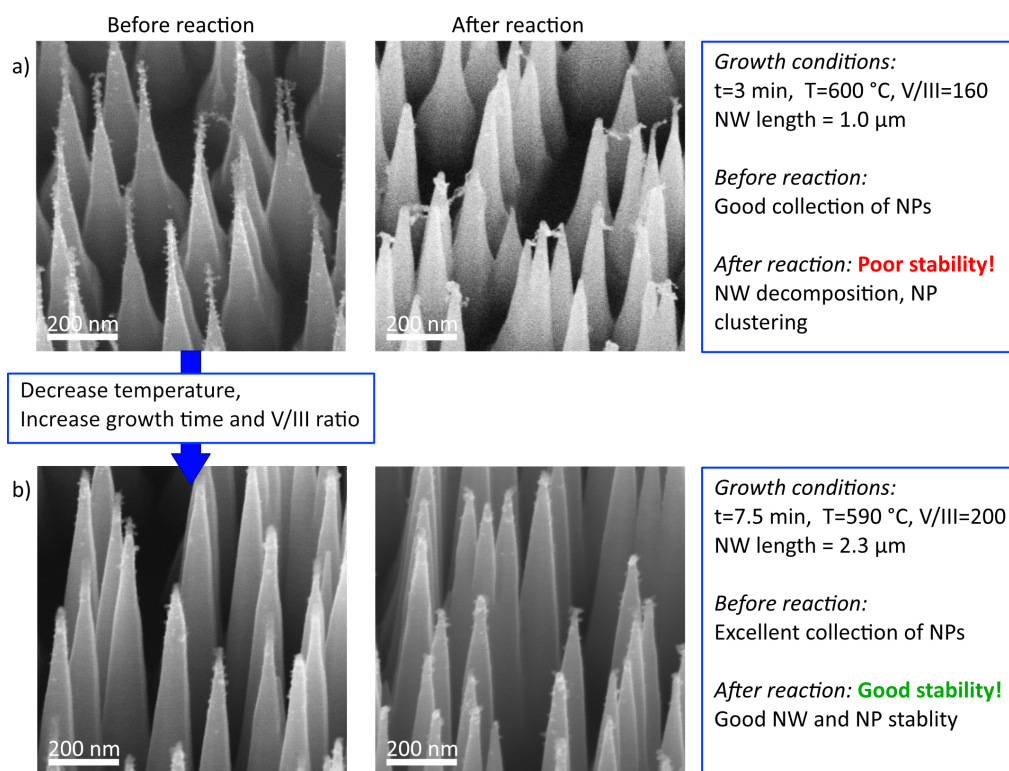 Before reaction
After reaction
a)
200 nm
200 nm
Growth conditions:
t=3 min, T=600 °C, V/III=160
NW length = 1.0 µm
Before reaction:
Good collection of NPs
After reaction: Poor stability!
NW decomposition, NP
clustering
Decrease temperature,
Increase growth time and V/III ratio
b)
200 nm
200 nm
Growth conditions:
t=7.5 min, T=590 °C, V/III=200
NW length = 2.3 µm
Before reaction:
Excellent collection of NPs
After reaction: Good stability!
Good NW and NP stablity